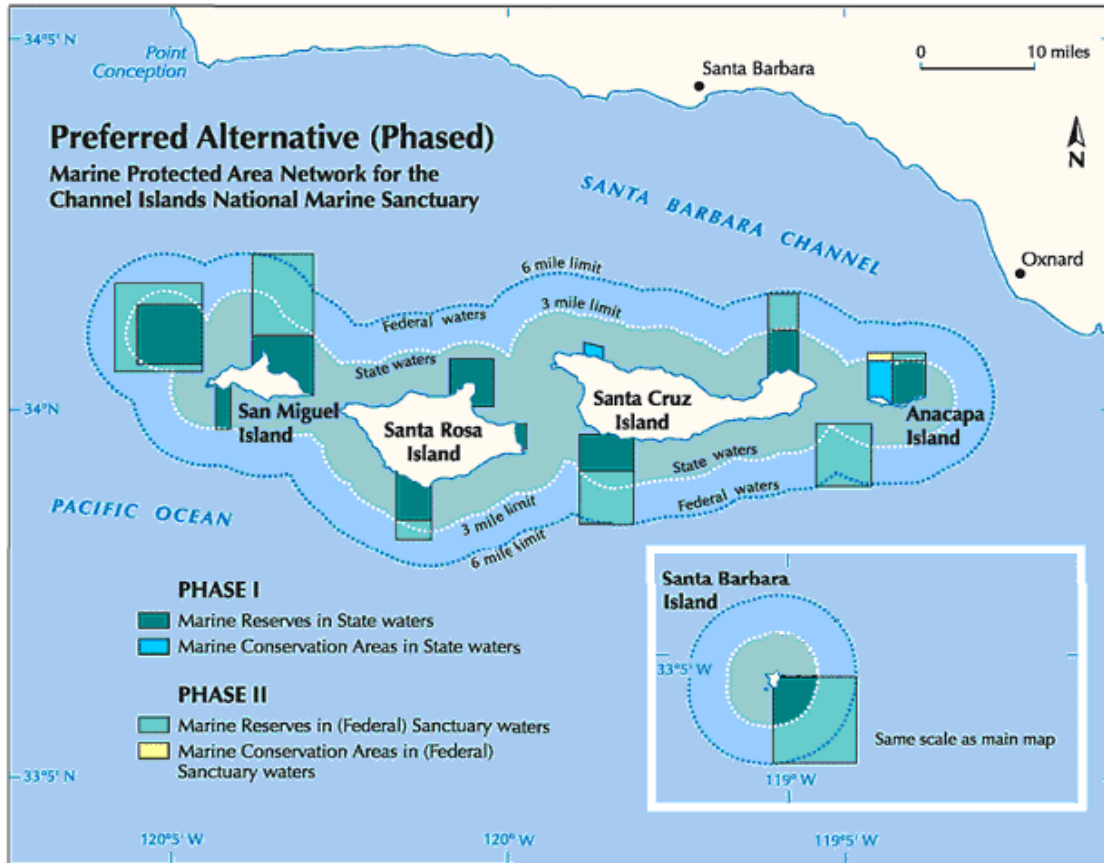 34°5' N
Point
Conception
Santa Barbara
0 10 miles
N
Preferred Alternative (Phased)
Marine Protected Area Network for the
Channel Islands National Marine Sanctuary
SANTA BARBARA CHANNEL
Oxnard
6 mile limit
3 mile limit
Federal waters
State waters
34°N
San Miguel
Island
Santa Rosa
Island
Santa Cruz
Island
Anacapa
Island
State waters
Federal waters
3 mile limit
6 mile limit
PACIFIC OCEAN
PHASE I
Marine Reserves in State waters
Marine Conservation Areas in State waters
PHASE II
Marine Reserves in (Federal) Sanctuary waters
Marine Conservation Areas in (Federal)
Sanctuary waters
Santa Barbara
Island
33°5' W
Same scale as main map
119° W
33°5' N
120°5' W
120° W
119°5' W